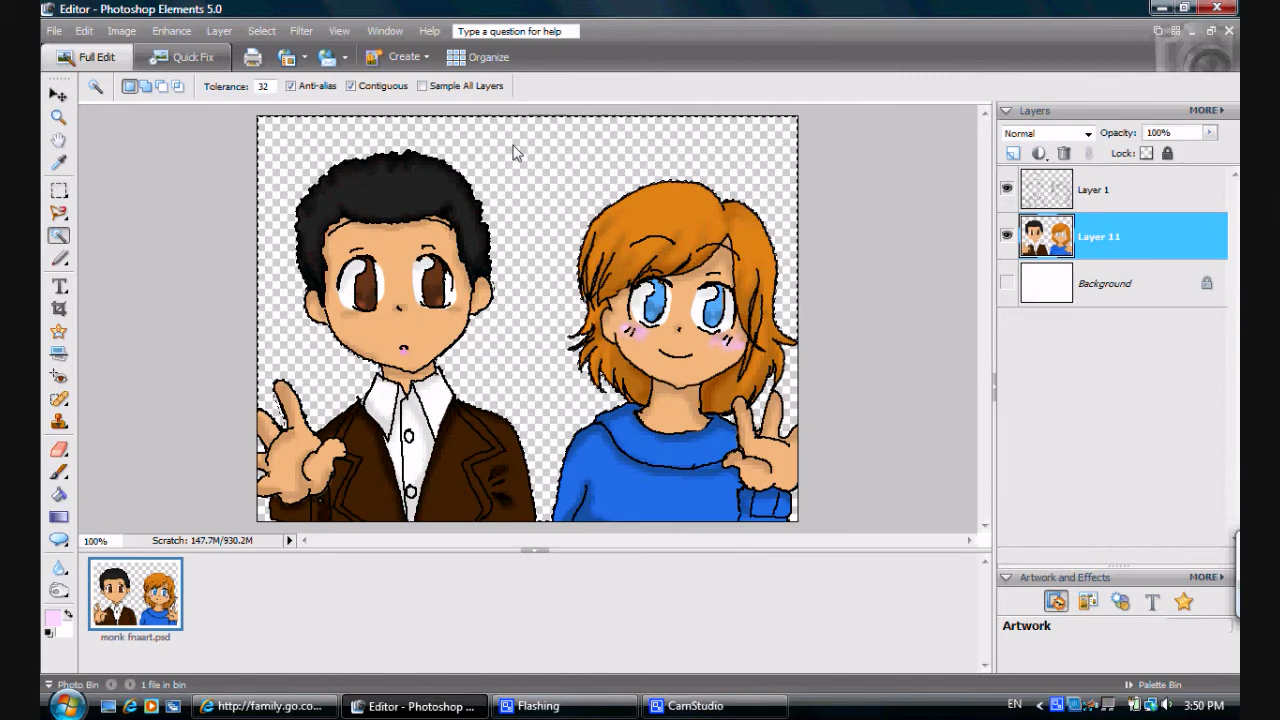 Editor - Photoshop Elements 5.0
File Edit Image Enhance Layer Select Filter View Window Help Type a question for help
Full Edit Quick Fix Create Organize
Tolerance: 32 Anti-alias Contiguous Sample All Layers
Layers MORE
Normal Opacity: 100%
Lock:
Layer 1
Layer 11
Background
100% Scratch: 147.7M/930.2M
monk fnaart.psd
Artwork and Effects MORE
Artwork
Photo Bin 1 file in bin Palette Bin
http://family.go.co... Editor - Photoshop ... Flashing CamStudio EN 3:50 PM